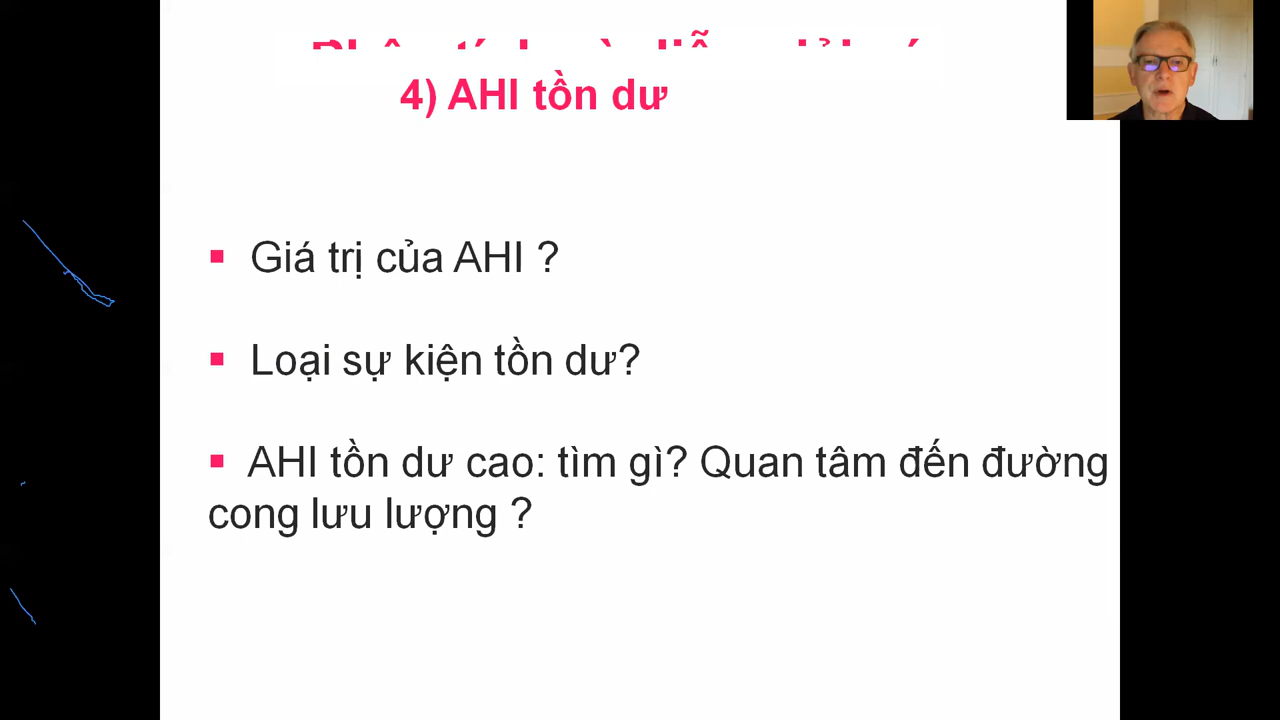 4) AHI tồn dư
Giá trị của AHI ?
Loại sự kiện tồn dư?
AHI tồn dư cao: tìm gì? Quan tâm đến đường
cong lưu lượng ?